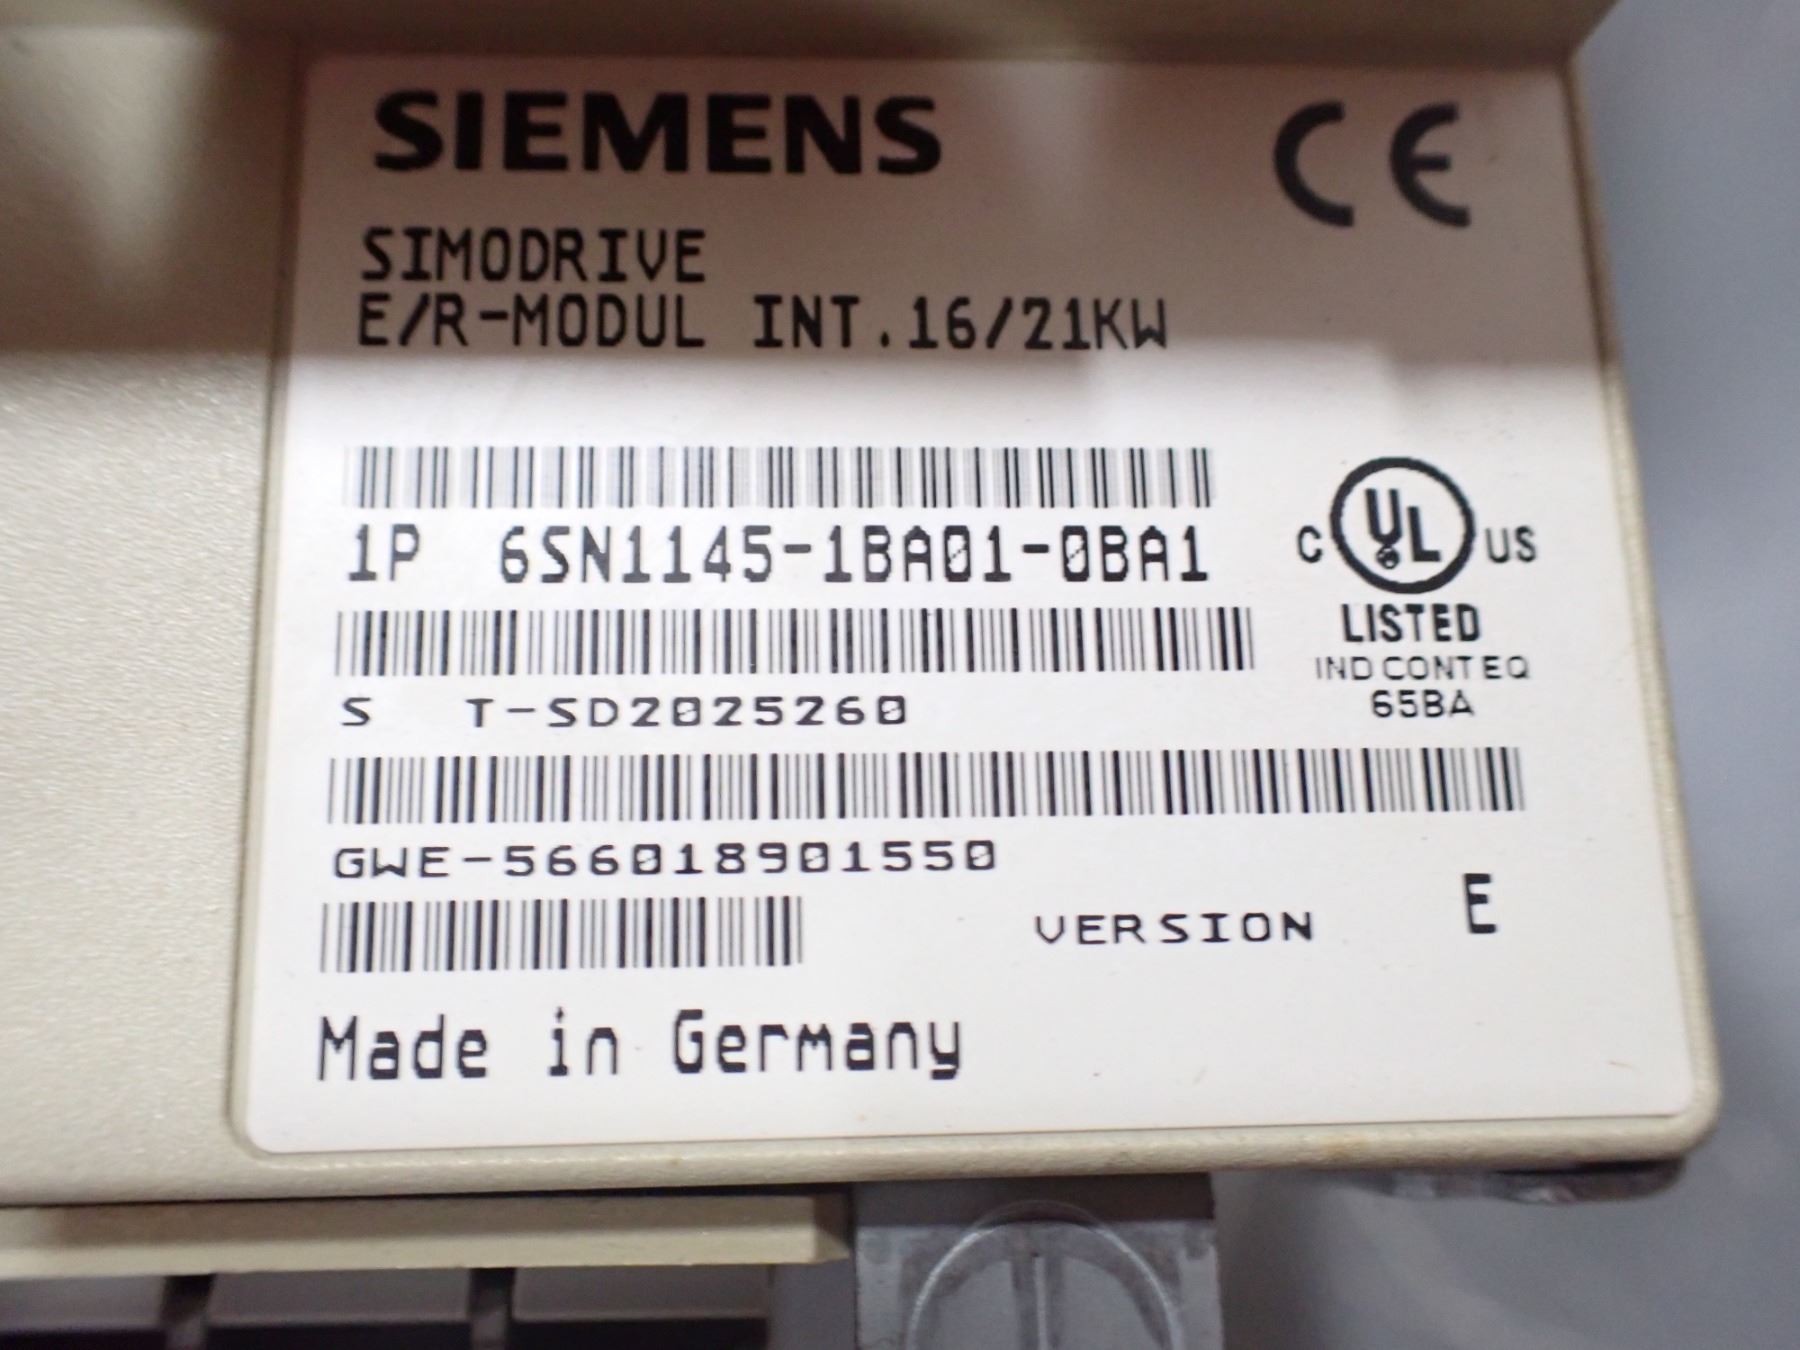 SIEMENS
CE
SIMODRIVE
E/R-MODUL INT.16/21KW
1P 6SN1145-1BA01-0BA1
C UL US
LISTED
IND CONT EQ
65BA
S T-SD2025260
GWE-566018901550
VERSION E
Made in Germany